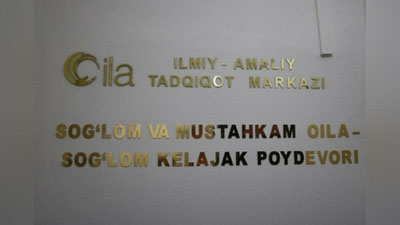 Oila ILMIY - AMALIY
TADQIQOT MARKAZI
SOG‘LOM VA MUSTAHKAM OILA –
SOG‘LOM KELAJAK POYDEVORI